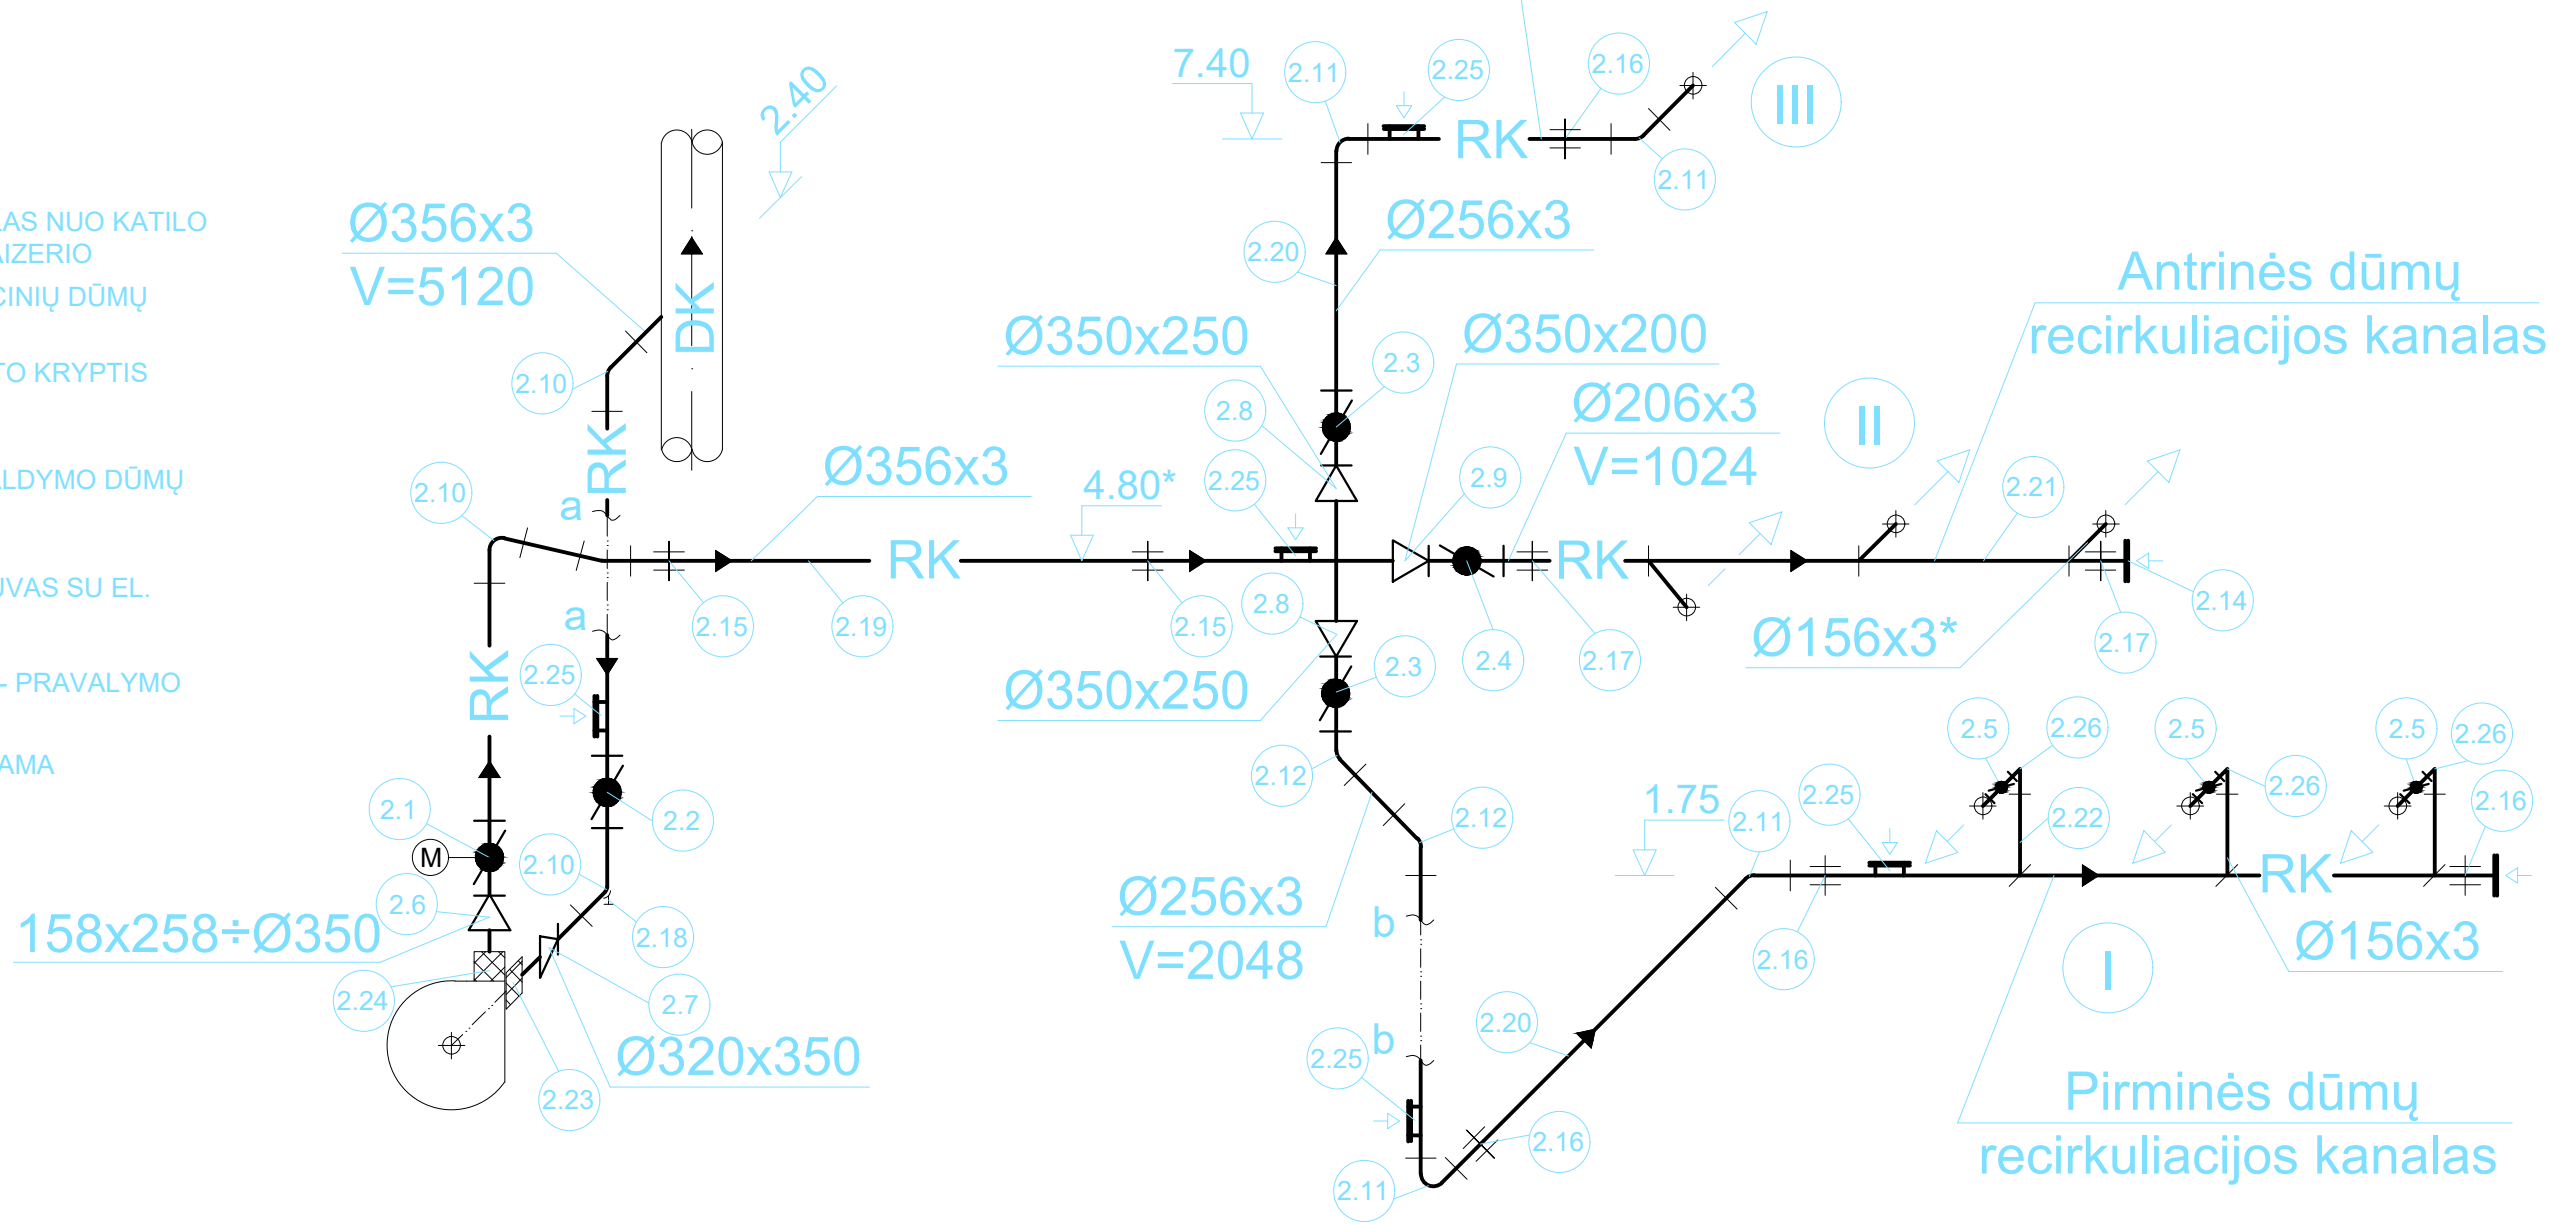 LAS NUO KATILO
AIZERIO
CINIŲ DŪMŲ
TO KRYPTIS
ALDYMO DŪMŲ
UVAS SU EL.
- PRAVALYMO
AMA
2.40
Ø356x3
V=5120
DK
2.10
RK
a
2.10
a
2.25
RK
2.1
M
2.2
2.10
2.6
158x258÷Ø350
2.18
2.24
2.7
Ø320x350
2.23
Ø356x3
4.80*
RK
2.15
2.19
2.15
7.40
2.11
2.25
2.16
RK
III
2.11
2.20
Ø256x3
Ø350x250
2.3
Ø350x200
2.8
Ø206x3
V=1024
II
2.25
2.9
RK
2.21
Antrinės dūmų
recirkuliacijos kanalas
2.8
2.3
2.4
2.17
Ø156x3*
2.17
2.14
Ø350x250
2.12
2.12
Ø256x3
V=2048
b
b
2.25
2.11
2.16
2.20
1.75
2.11
2.25
2.16
2.5
2.26
2.5
2.26
2.5
2.26
2.22
2.16
RK
Ø156x3
I
Pirminės dūmų
recirkuliacijos kanalas